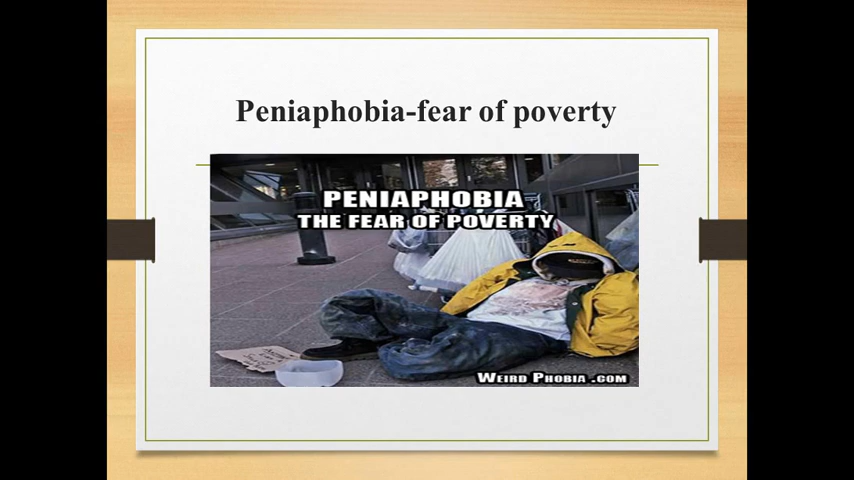 Peniaphobia-fear of poverty
PENIAPHOBIA
THE FEAR OF POVERTY
WEIRD PHOBIA .COM